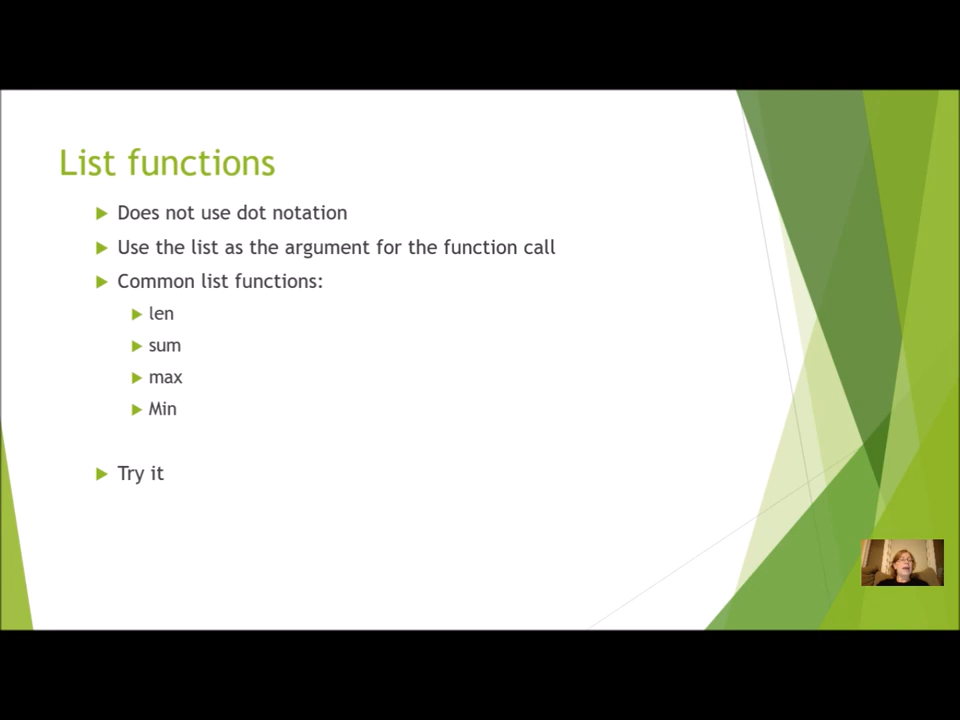 List functions
Does not use dot notation
Use the list as the argument for the function call
Common list functions:
len
sum
max
Min
Try it